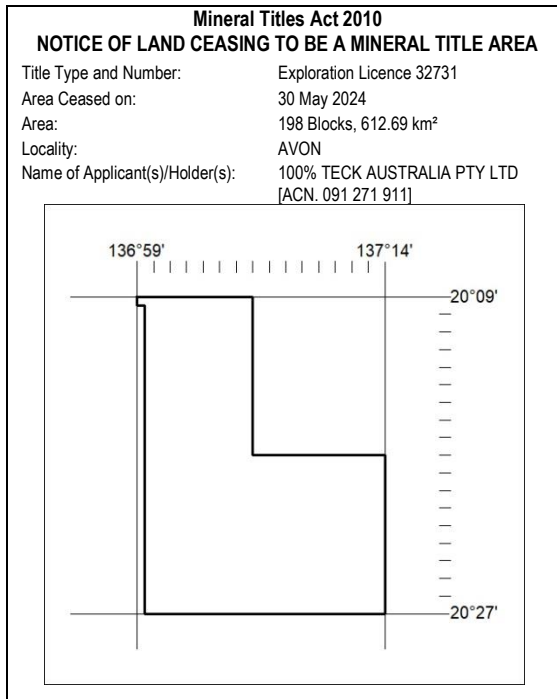 Mineral Titles Act 2010
NOTICE OF LAND CEASING TO BE A MINERAL TITLE AREA
Title Type and Number: Exploration Licence 32731
Area Ceased on: 30 May 2024
Area: 198 Blocks, 612.69 km²
Locality: AVON
Name of Applicant(s)/Holder(s): 100% TECK AUSTRALIA PTY LTD
[ACN. 091 271 911]
136°59' 137°14'
20°09'
20°27'